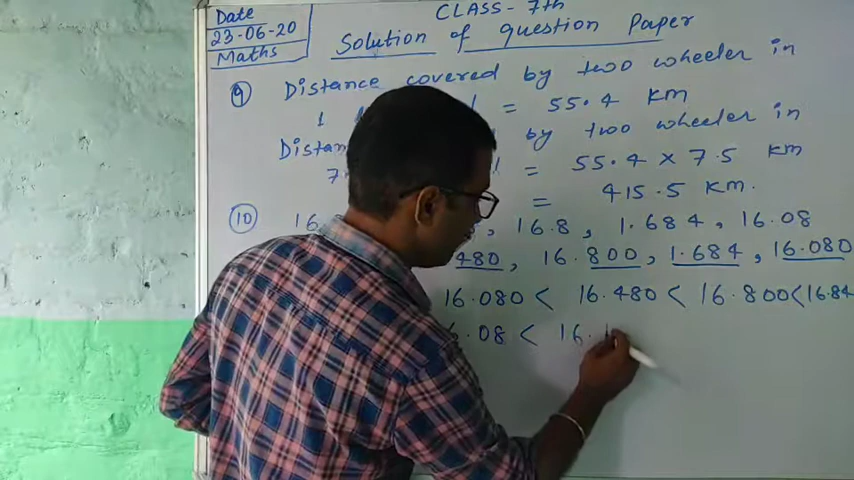 CLASS - 7th
Date
23-06-20
Maths
Solution of question Paper
9 Distance covered by two wheeler in
1 = 55.4 km
by two wheeler in
= 55.4 x 7.5 km
= 415.5 km.
10 16.8, 1.684, 16.08
480, 16.800, 1.684, 16.080
16.080 < 16.480 < 16.800 < 16.84
.08 < 16.